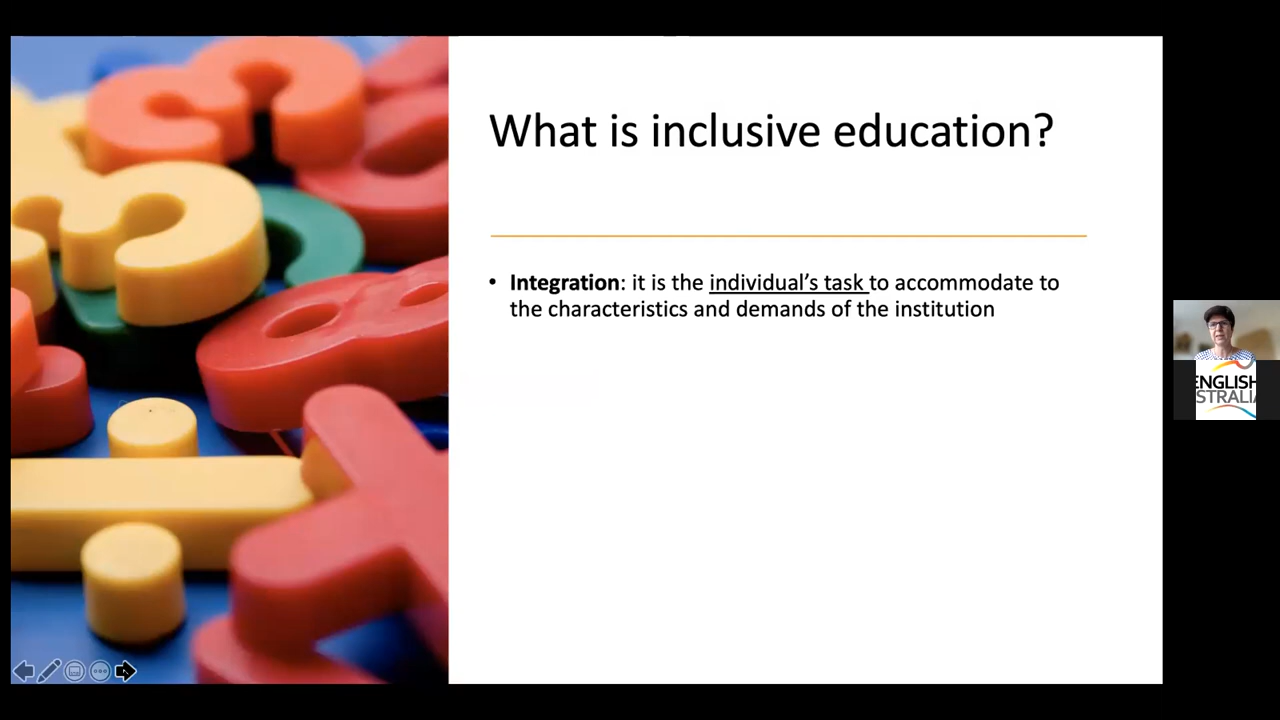 What is inclusive education?
• Integration: it is the individual's task to accommodate to
the characteristics and demands of the institution
ENGLISH
STRALIA